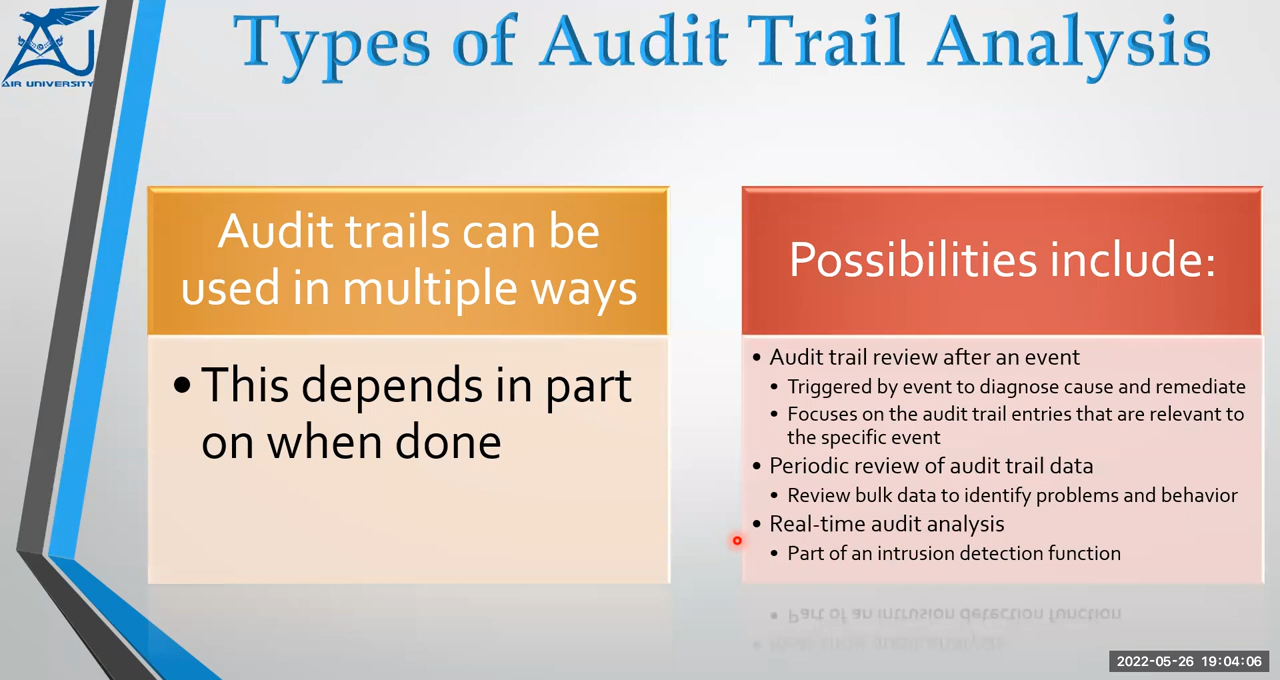 AIR UNIVERSITY
Types of Audit Trail Analysis
Audit trails can be
used in multiple ways
• This depends in part
on when done
Possibilities include:
• Audit trail review after an event
• Triggered by event to diagnose cause and remediate
• Focuses on the audit trail entries that are relevant to
the specific event
• Periodic review of audit trail data
• Review bulk data to identify problems and behavior
• Real-time audit analysis
• Part of an intrusion detection function
2022-05-26 19:04:06